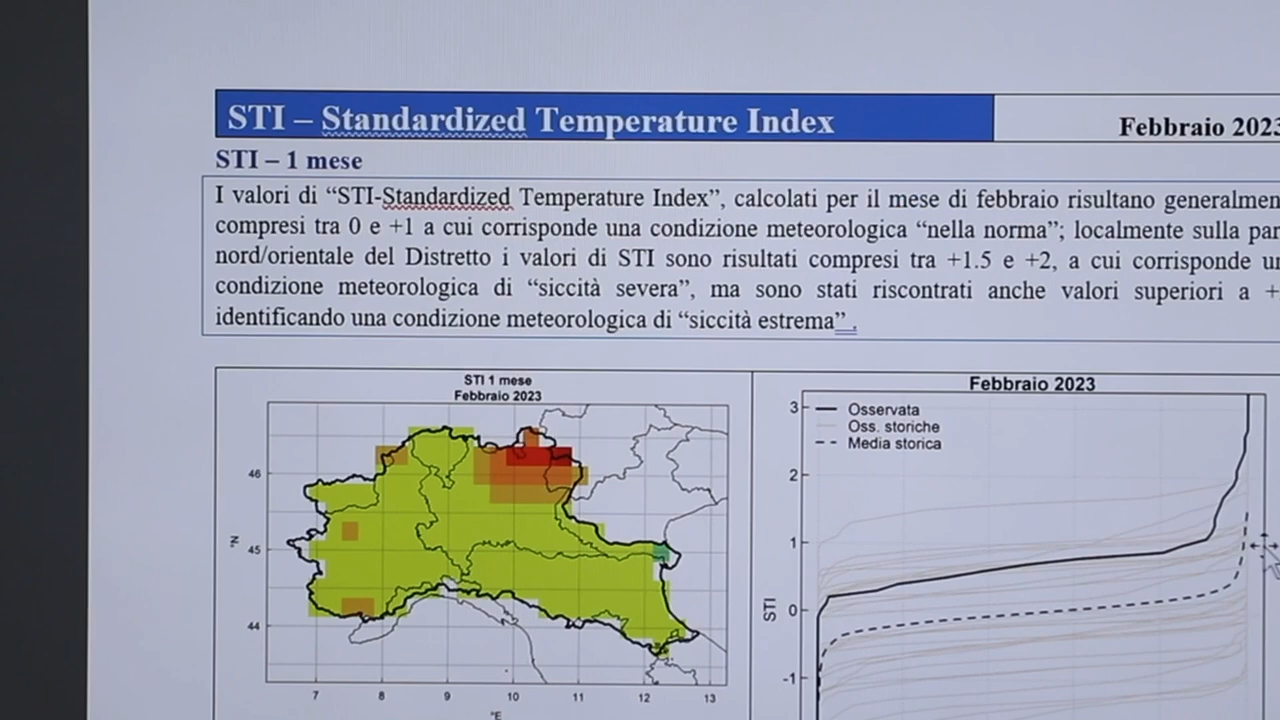 STI – Standardized Temperature Index
Febbraio 2023
STI – 1 mese
I valori di “STI-Standardized Temperature Index”, calcolati per il mese di febbraio risultano generalmen
compresi tra 0 e +1 a cui corrisponde una condizione meteorologica “nella norma”; localmente sulla par
nord/orientale del Distretto i valori di STI sono risultati compresi tra +1.5 e +2, a cui corrisponde un
condizione meteorologica di “siccità severa”, ma sono stati riscontrati anche valori superiori a +
identificando una condizione meteorologica di “siccità estrema” .
STI 1 mese
Febbraio 2023
46
45
44
°N
7 8 9 10 11 12 13
°E
Febbraio 2023
Osservata
Oss. storiche
Media storica
3
2
1
0
-1
STI